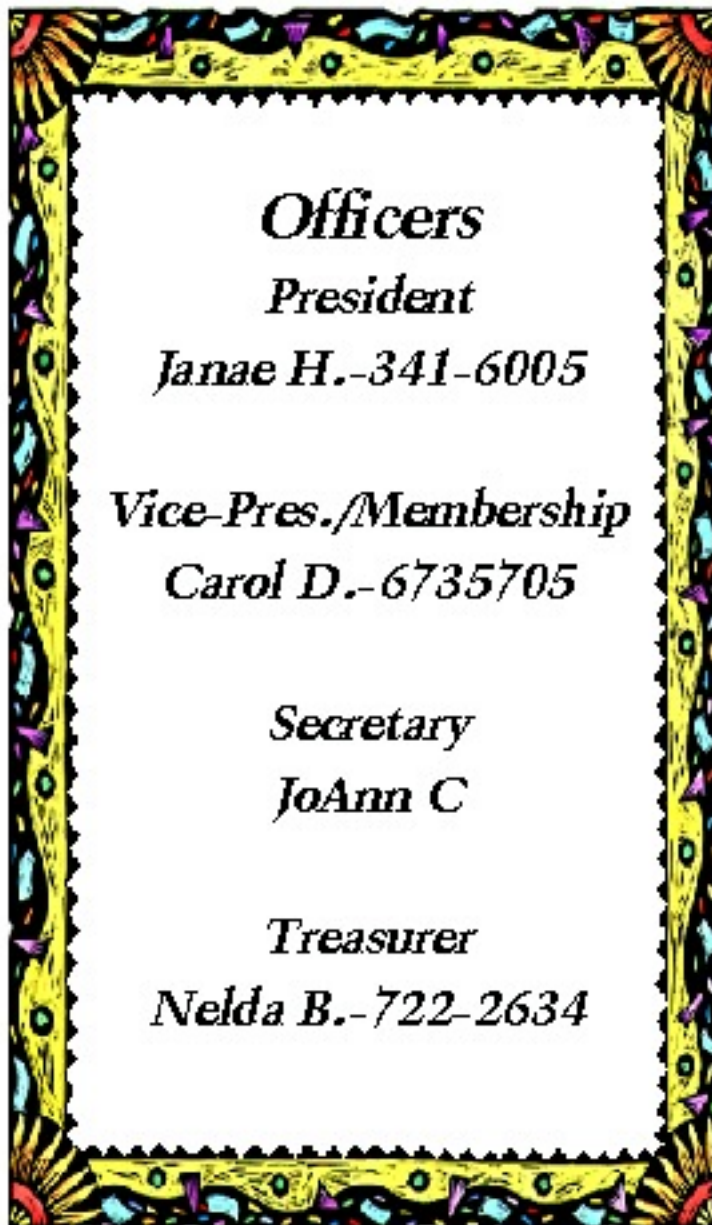 Officers
President
Janae H.-341-6005
Vice-Pres./Membership
Carol D.-6735705
Secretary
JoAnn C
Treasurer
Nelda B.-722-2634